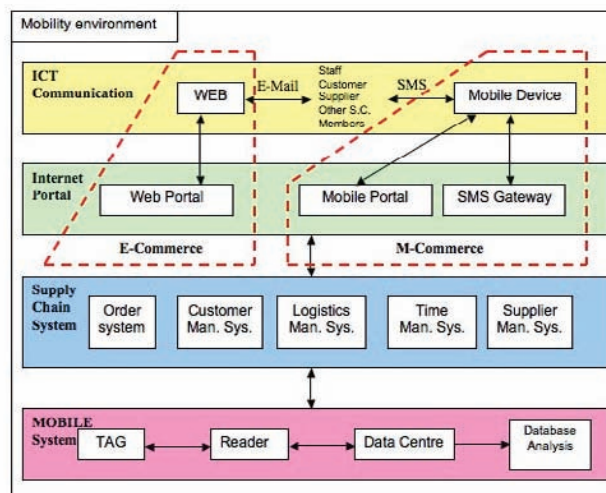 Mobility environment
ICT
Communication
WEB
E-Mail
Staff
Customer
Supplier
Other S.C.
Members
SMS
Mobile Device
Internet
Portal
Web Portal
Mobile Portal
SMS Gateway
E-Commerce
M-Commerce
Supply
Chain
System
Order
system
Customer
Man. Sys.
Logistics
Man. Sys.
Time
Man. Sys.
Supplier
Man. Sys.
MOBILE
System
TAG
Reader
Data Centre
Database
Analysis